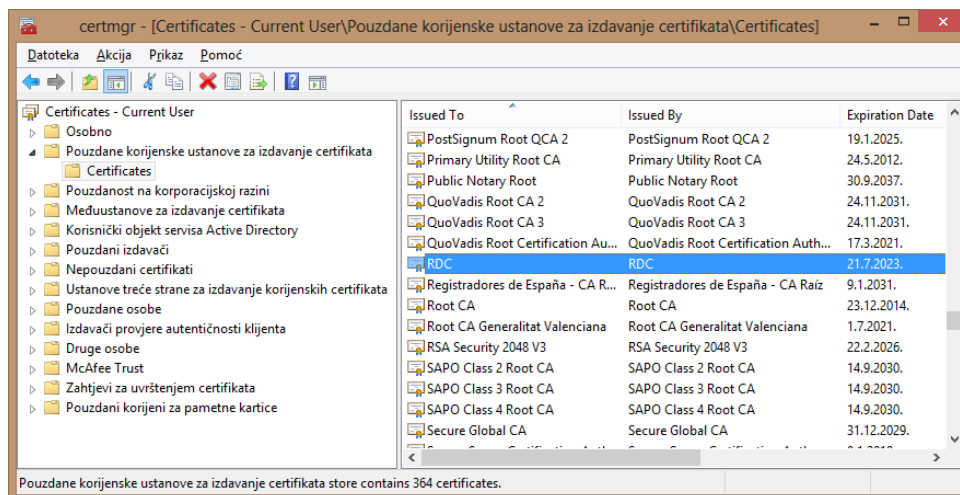 certmgr - [Certificates - Current User\Pouzdane korijenske ustanove za izdavanje certifikata\Certificates]
Datoteka Akcija Prikaz Pomoć
Certificates - Current User
Osobno
Pouzdane korijenske ustanove za izdavanje certifikata
Certificates
Pouzdanost na korporacijskoj razini
Međuustanove za izdavanje certifikata
Korisnički objekt servisa Active Directory
Pouzdani izdavači
Nepouzdani certifikati
Ustanove treće strane za izdavanje korijenskih certifikata
Pouzdane osobe
Izdavači provjere autentičnosti klijenta
Druge osobe
McAfee Trust
Zahtjevi za uvrštenjem certifikata
Pouzdani korijeni za pametne kartice
Issued To Issued By Expiration Date
PostSignum Root QCA 2 PostSignum Root QCA 2 19.1.2025.
Primary Utility Root CA Primary Utility Root CA 24.5.2012.
Public Notary Root Public Notary Root 30.9.2037.
QuoVadis Root CA 2 QuoVadis Root CA 2 24.11.2031.
QuoVadis Root CA 3 QuoVadis Root CA 3 24.11.2031.
QuoVadis Root Certification Au... QuoVadis Root Certification Auth... 17.3.2021.
RDC RDC 21.7.2023.
Registradores de España - CA R... Registradores de España - CA Raíz 9.1.2031.
Root CA Root CA 23.12.2014.
Root CA Generalitat Valenciana Root CA Generalitat Valenciana 1.7.2021.
RSA Security 2048 V3 RSA Security 2048 V3 22.2.2026.
SAPO Class 2 Root CA SAPO Class 2 Root CA 14.9.2030.
SAPO Class 3 Root CA SAPO Class 3 Root CA 14.9.2030.
SAPO Class 4 Root CA SAPO Class 4 Root CA 14.9.2030.
Secure Global CA Secure Global CA 31.12.2029.
Pouzdane korijenske ustanove za izdavanje certifikata store contains 364 certificates.